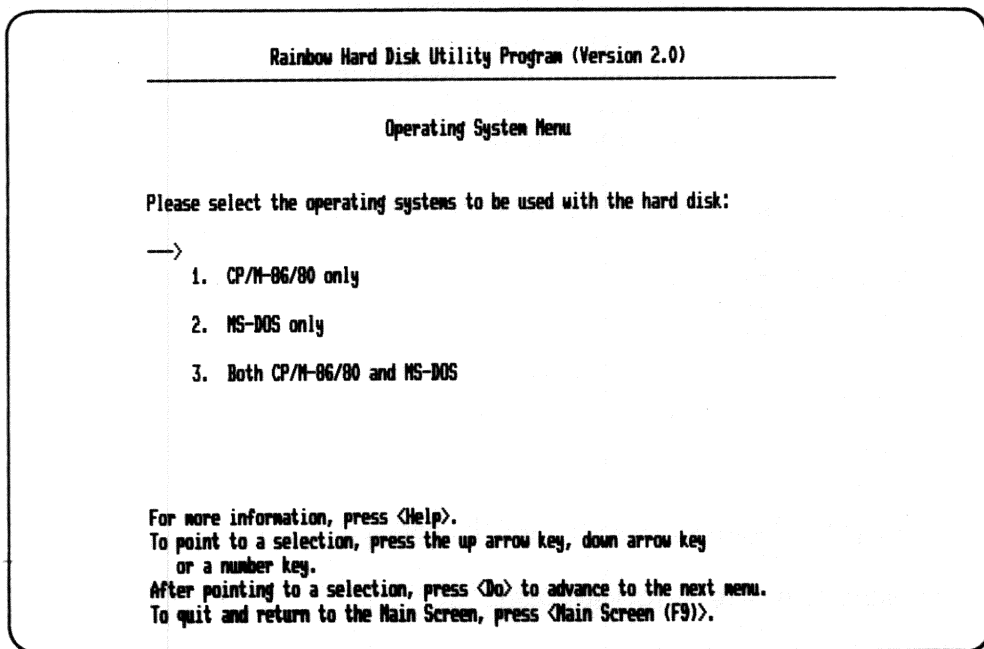 Rainbow Hard Disk Utility Program (Version 2.0)
Operating System Menu
Please select the operating systems to be used with the hard disk:
-->
1. CP/M-86/80 only
2. MS-DOS only
3. Both CP/M-86/80 and MS-DOS
For more information, press <Help>.
To point to a selection, press the up arrow key, down arrow key
or a number key.
After pointing to a selection, press <Do> to advance to the next menu.
To quit and return to the Main Screen, press <Main Screen (F9)>.